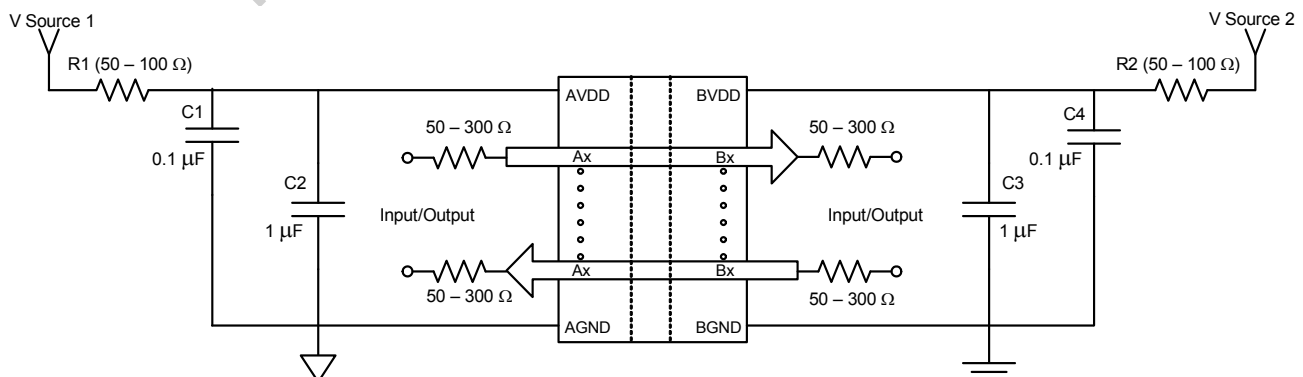 V Source 1
V Source 2
R1 (50 – 100 Ω)
R2 (50 – 100 Ω)
AVDD
BVDD
C1
C4
50 – 300 Ω
50 – 300 Ω
0.1 μF
0.1 μF
Ax
Bx
C2
C3
Input/Output
Input/Output
1 μF
1 μF
Ax
Bx
50 – 300 Ω
50 – 300 Ω
AGND
BGND